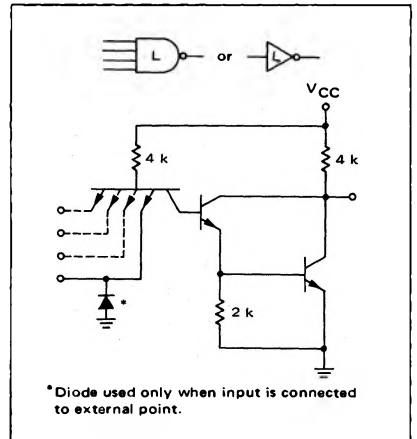 L or L
VCC
4 k 4 k
2 k
*
*Diode used only when input is connected
to external point.